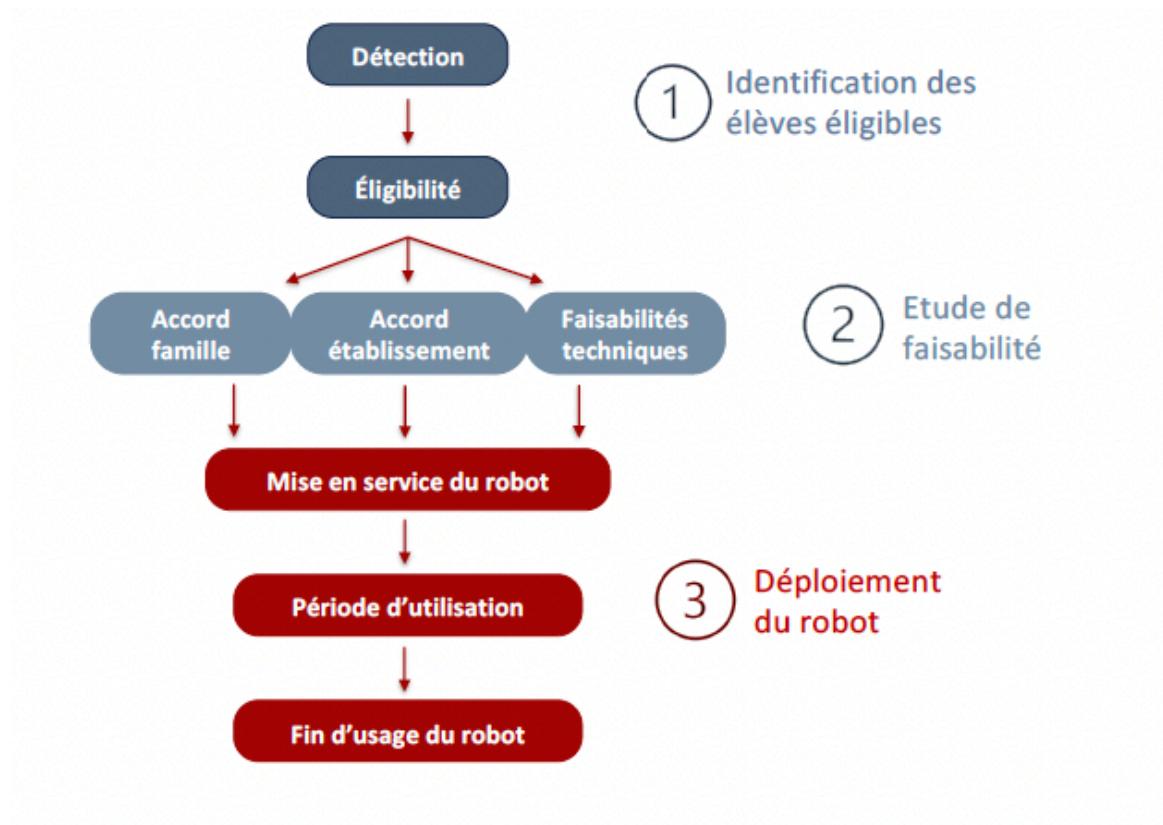 Détection
1
Identification des
élèves éligibles
Éligibilité
Accord
famille
Accord
établissement
Faisabilités
techniques
2
Etude de
faisabilité
Mise en service du robot
Période d’utilisation
3
Déploiement
du robot
Fin d’usage du robot